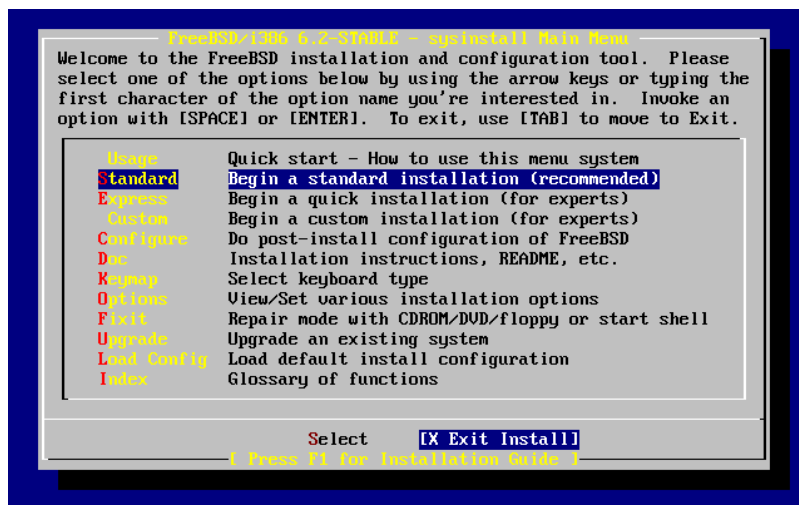 FreeBSD/i386 6.2-STABLE - sysinstall Main Menu
Welcome to the FreeBSD installation and configuration tool.  Please
select one of the options below by using the arrow keys or typing the
first character of the option name you're interested in.  Invoke an
option with [SPACE] or [ENTER].  To exit, use [TAB] to move to Exit.
Usage Quick start - How to use this menu system
Standard Begin a standard installation (recommended)
Express Begin a quick installation (for experts)
Custom Begin a custom installation (for experts)
Configure Do post-install configuration of FreeBSD
Doc Installation instructions, README, etc.
Keymap Select keyboard type
Options View/Set various installation options
Fixit Repair mode with CDROM/DVD/floppy or start shell
Upgrade Upgrade an existing system
Load Config Load default install configuration
Index Glossary of functions
Select [X Exit Install]
[ Press F1 for Installation Guide ]